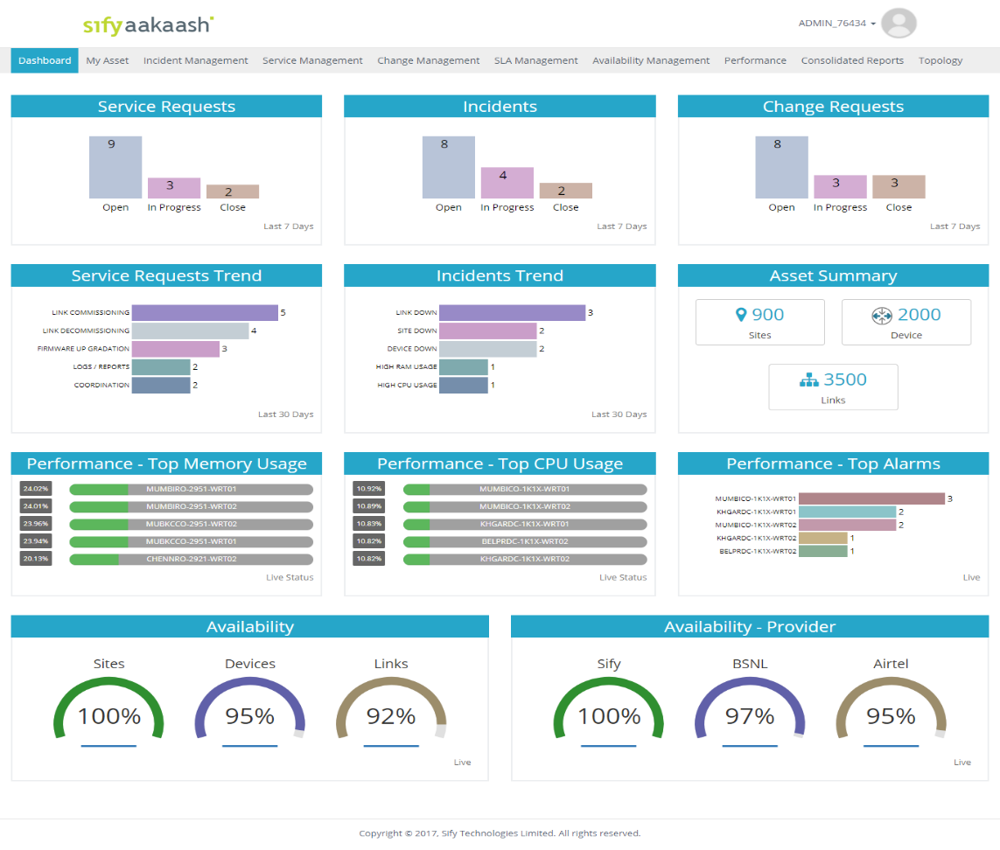 sify aakaash
ADMIN_76434
Dashboard My Asset Incident Management Service Management Change Management SLA Management Availability Management Performance Consolidated Reports Topology
Service Requests
9
3
2
Open In Progress Close
Last 7 Days
Incidents
8
4
2
Open In Progress Close
Last 7 Days
Change Requests
8
3
3
Open In Progress Close
Last 7 Days
Service Requests Trend
LINK COMMISSIONING 5
LINK DECOMMISSIONING 4
FIRMWARE UP GRADATION 3
LOGS / REPORTS 2
COORDINATION 2
Last 30 Days
Incidents Trend
LINK DOWN 3
SITE DOWN 2
DEVICE DOWN 2
HIGH RAM USAGE 1
HIGH CPU USAGE 1
Last 30 Days
Asset Summary
900
Sites
2000
Device
3500
Links
Performance - Top Memory Usage
24.02% MUMBIRO-2951-WRT01
24.01% MUMBIRO-2951-WRT02
23.96% MUBKCCO-2951-WRT02
23.94% MUBKCCO-2951-WRT01
20.13% CHENNRO-2921-WRT02
Live Status
Performance - Top CPU Usage
10.92% MUMBICO-1K1X-WRT01
10.89% MUMBICO-1K1X-WRT02
10.83% KHGARDC-1K1X-WRT01
10.82% BELPRDC-1K1X-WRT02
10.82% KHGARDC-1K1X-WRT02
Live Status
Performance - Top Alarms
MUMBICO-1K1X-WRT01 3
KHGARDC-1K1X-WRT01 2
MUMBICO-1K1X-WRT02 2
KHGARDC-1K1X-WRT02 1
BELPRDC-1K1X-WRT02 1
Live
Availability
Sites Devices Links
100% 95% 92%
Live
Availability - Provider
Sify BSNL Airtel
100% 97% 95%
Live
Copyright © 2017, Sify Technologies Limited. All rights reserved.